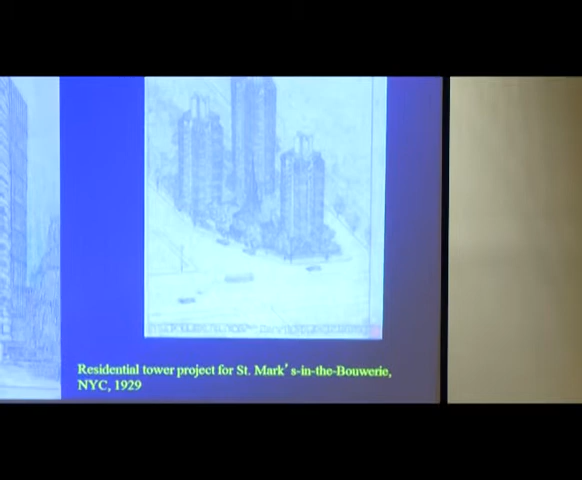 Residential tower project for St. Mark's-in-the-Bouwerie,
NYC, 1929